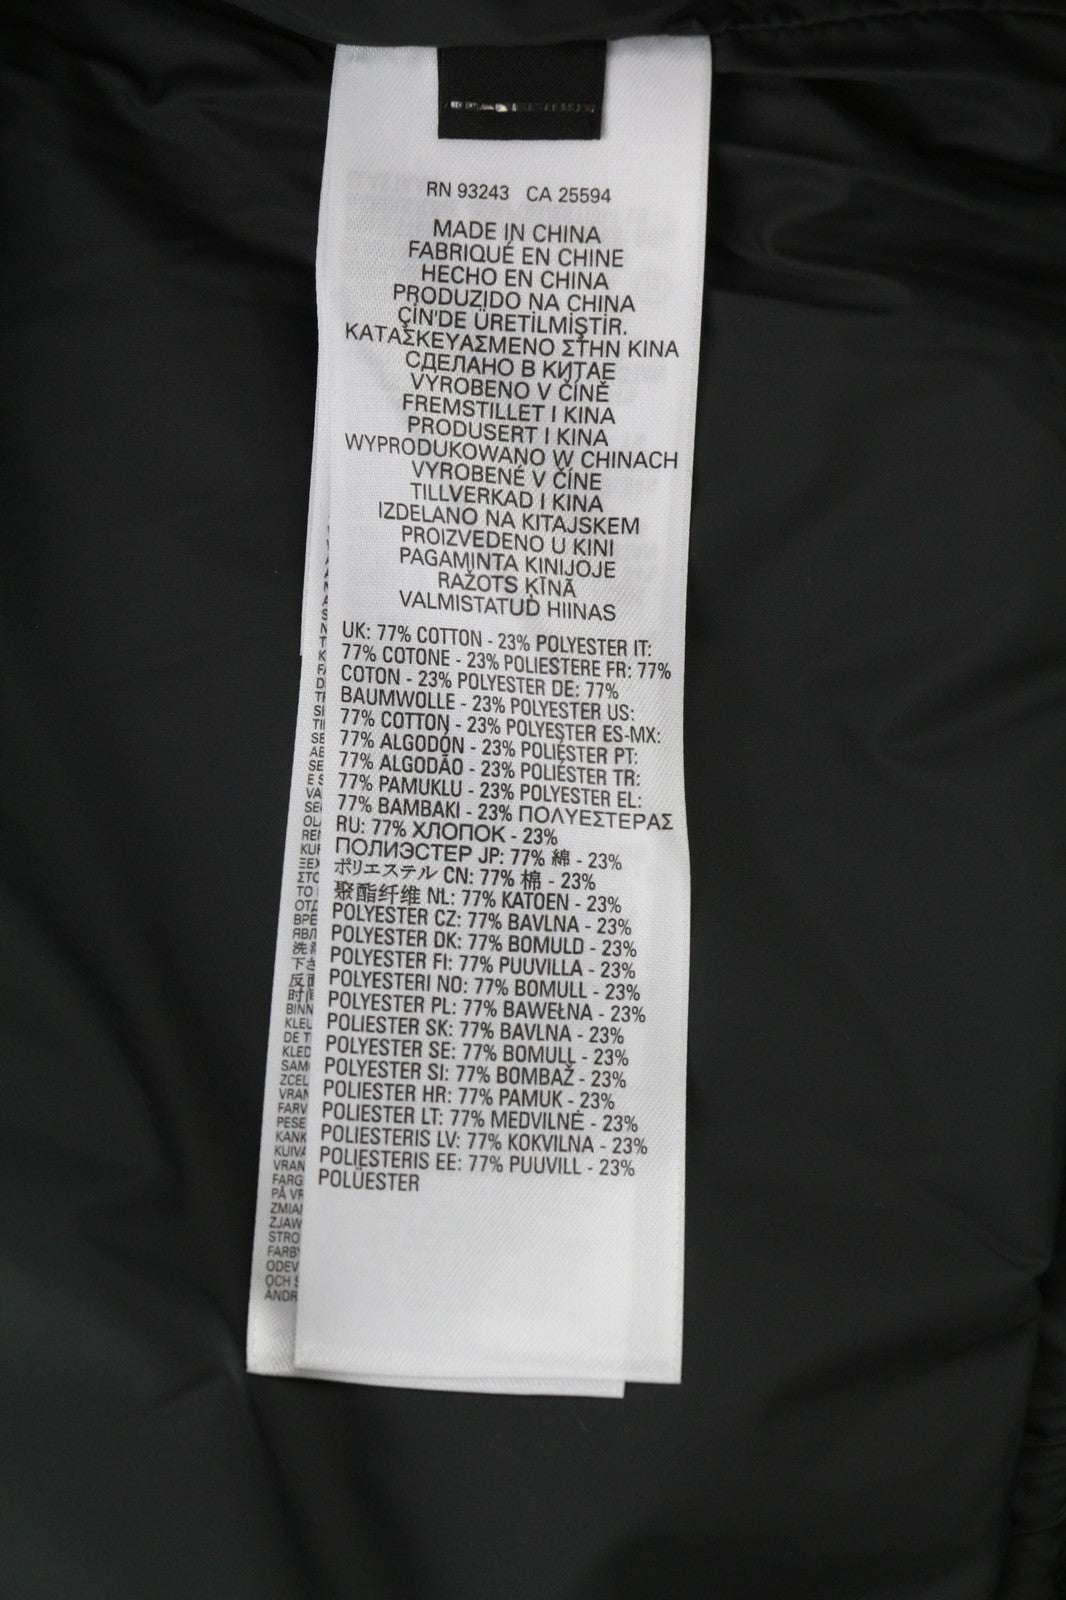 RN 93243 CA 25594
MADE IN CHINA
FABRIQUÉ EN CHINE
HECHO EN CHINA
PRODUZIDO NA CHINA
ÇİN'DE ÜRETİLMİŞTİR.
ΚΑΤΑΣΚΕΥΑΣΜΕΝΟ ΣΤΗΝ ΚΙΝΑ
СДЕЛАНО В КИТАЕ
VYROBENO V ČÍNĚ
FREMSTILLET I KINA
PRODUSERT I KINA
WYPRODUKOWANO W CHINACH
VYROBENÉ V ČÍNE
TILLVERKAD I KINA
IZDELANO NA KITAJSKEM
PROIZVEDENO U KINI
PAGAMINTA KINIJOJE
RAŽOTS ĶĪNĀ
VALMISTATUD HIINAS
UK: 77% COTTON - 23% POLYESTER IT:
77% COTONE - 23% POLIESTERE FR: 77%
COTON - 23% POLYESTER DE: 77%
BAUMWOLLE - 23% POLYESTER US:
77% COTTON - 23% POLYESTER ES-MX:
77% ALGODÓN - 23% POLIÉSTER PT:
77% ALGODÃO - 23% POLIÉSTER TR:
77% PAMUKLU - 23% POLYESTER EL:
77% ΒΑΜΒΑΚΙ - 23% ΠΟΛΥΕΣΤΕΡΑΣ
RU: 77% ХЛОПОК - 23%
ПОЛИЭСТЕР JP: 77% 綿 - 23%
ポリエステル CN: 77% 棉 - 23%
聚酯纤维 NL: 77% KATOEN - 23%
POLYESTER CZ: 77% BAVLNA - 23%
POLYESTER DK: 77% BOMULD - 23%
POLYESTER FI: 77% PUUVILLA - 23%
POLYESTERI NO: 77% BOMULL - 23%
POLYESTER PL: 77% BAWEŁNA - 23%
POLIESTER SK: 77% BAVLNA - 23%
POLYESTER SE: 77% BOMULL - 23%
POLYESTER SI: 77% BOMBAŽ - 23%
POLIESTER HR: 77% PAMUK - 23%
POLIESTER LT: 77% MEDVILNĖ - 23%
POLIESTERIS LV: 77% KOKVILNA - 23%
POLIESTERIS EE: 77% PUUVILL - 23%
POLÜESTER